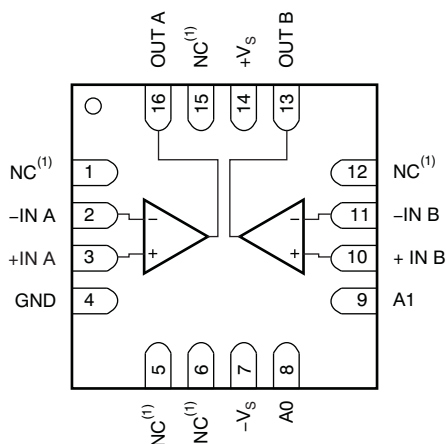 OUT A
NC(1)
+VS
OUT B
16
15
14
13
NC(1) 1
12 NC(1)
–IN A 2 –
– 11 –IN B
+IN A 3 +
+ 10 + IN B
GND 4
9 A1
5
6
7
8
NC(1)
NC(1)
–VS
A0